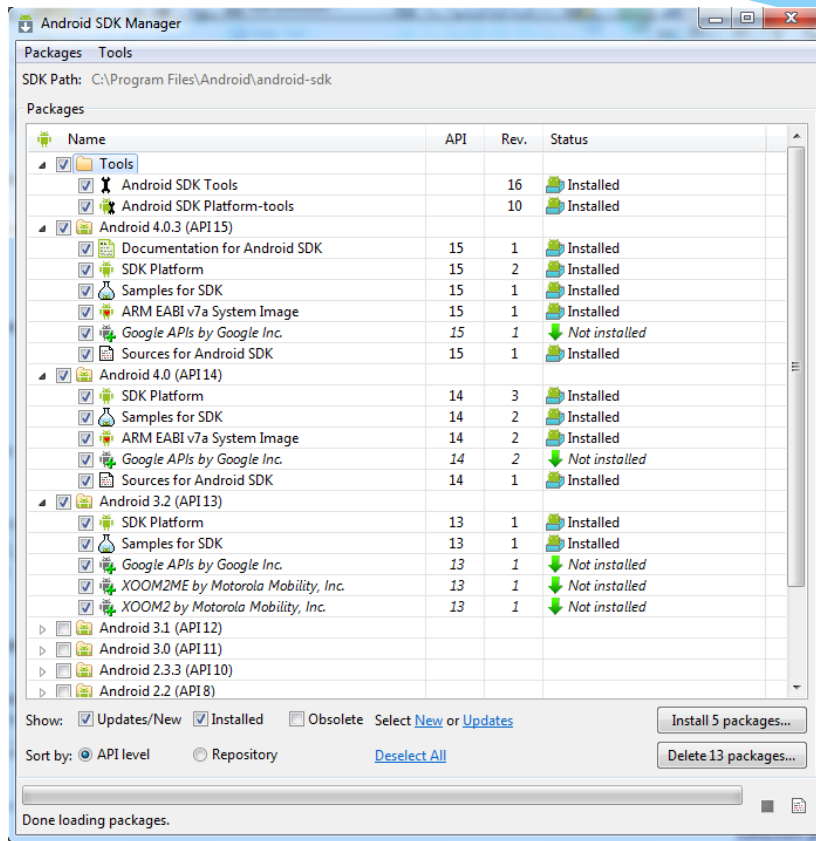 Android SDK Manager
Packages Tools
SDK Path: C:\Program Files\Android\android-sdk
Packages
Name API Rev. Status
Tools
Android SDK Tools 16 Installed
Android SDK Platform-tools 10 Installed
Android 4.0.3 (API 15)
Documentation for Android SDK 15 1 Installed
SDK Platform 15 2 Installed
Samples for SDK 15 1 Installed
ARM EABI v7a System Image 15 1 Installed
Google APIs by Google Inc. 15 1 Not installed
Sources for Android SDK 15 1 Installed
Android 4.0 (API 14)
SDK Platform 14 3 Installed
Samples for SDK 14 2 Installed
ARM EABI v7a System Image 14 2 Installed
Google APIs by Google Inc. 14 2 Not installed
Sources for Android SDK 14 1 Installed
Android 3.2 (API 13)
SDK Platform 13 1 Installed
Samples for SDK 13 1 Installed
Google APIs by Google Inc. 13 1 Not installed
XOOM2ME by Motorola Mobility, Inc. 13 1 Not installed
XOOM2 by Motorola Mobility, Inc. 13 1 Not installed
Android 3.1 (API 12)
Android 3.0 (API 11)
Android 2.3.3 (API 10)
Android 2.2 (API 8)
Show: Updates/New Installed Obsolete Select New or Updates Install 5 packages...
Sort by: API level Repository Deselect All Delete 13 packages...
Done loading packages.